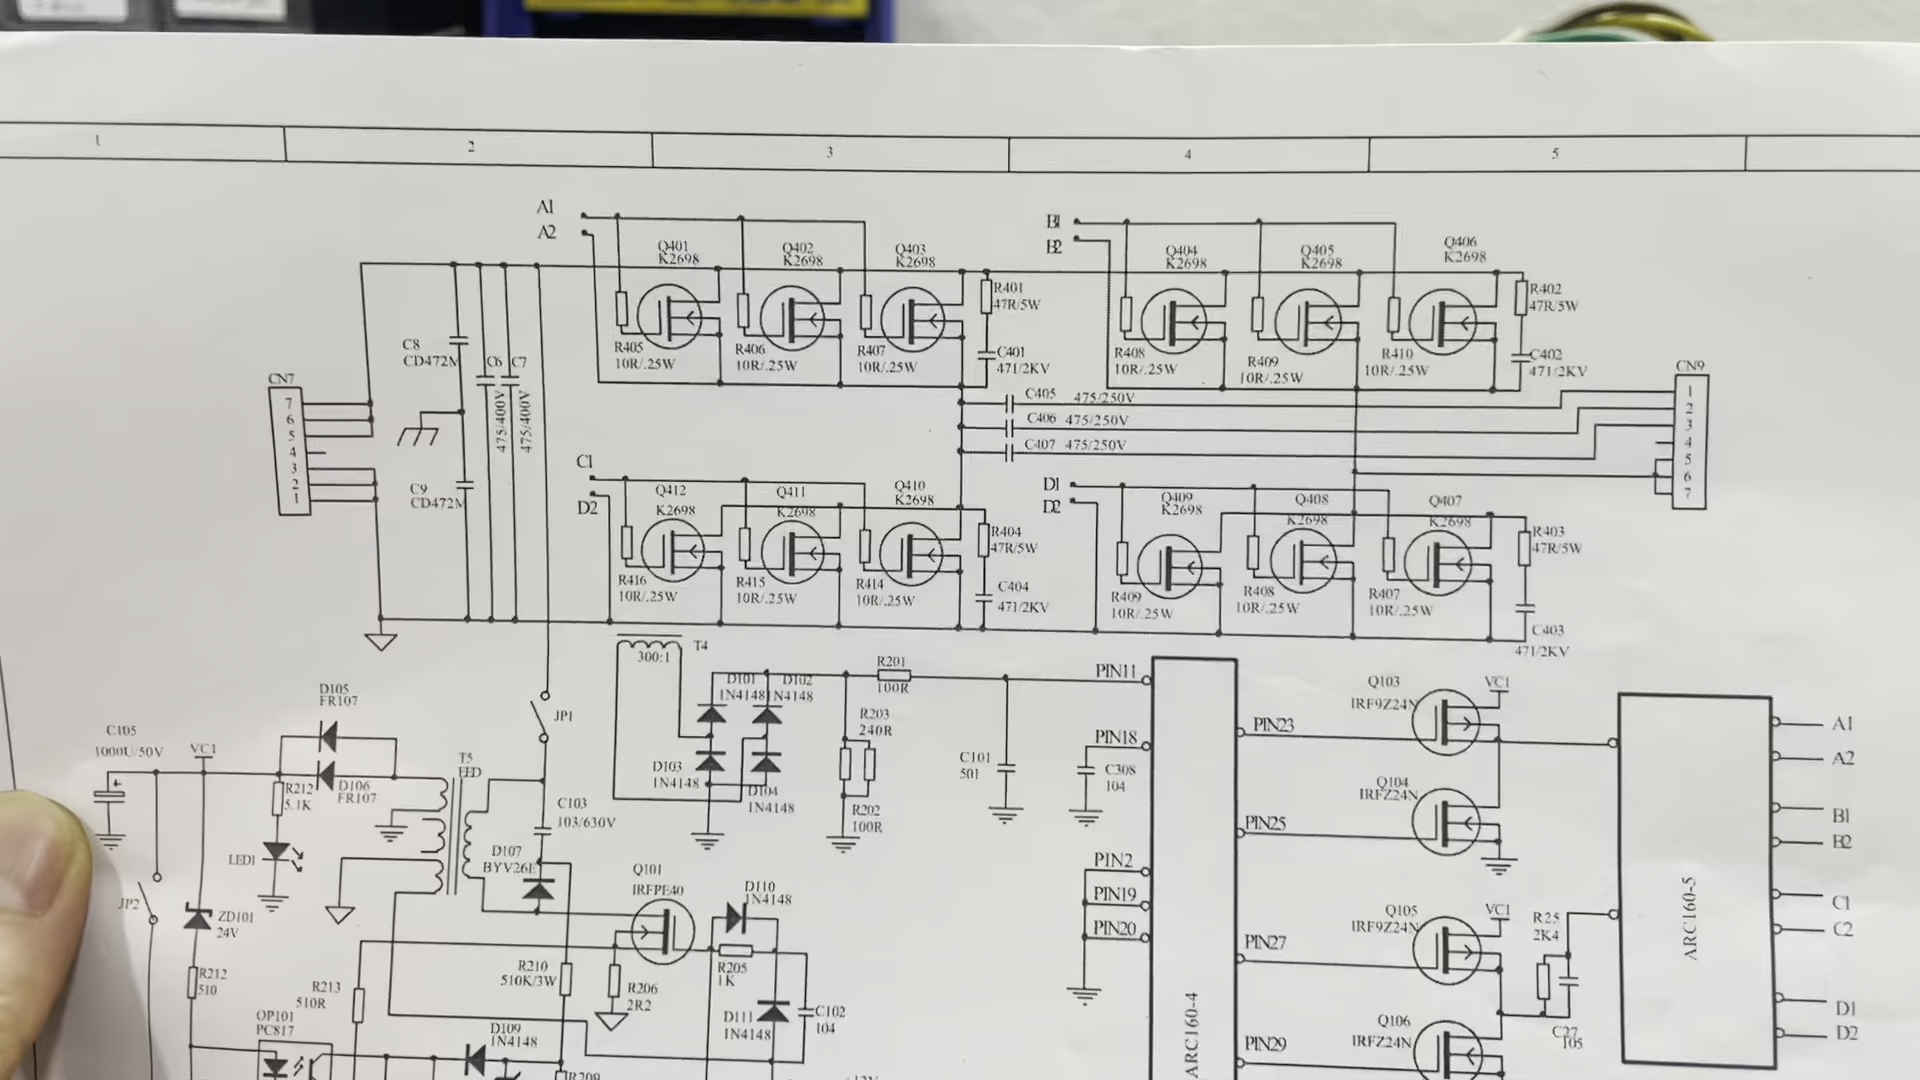 1 2 3 4 5
A1
A2
B1
B2
Q401
K2698
Q402
K2698
Q403
K2698
R401
47R/5W
C401
471/2KV
R405
10R/.25W
R406
10R/.25W
R407
10R/.25W
Q404
K2698
Q405
K2698
Q406
K2698
R402
47R/5W
C402
471/2KV
R408
10R/.25W
R409
10R/.25W
R410
10R/.25W
C8
CD472M
C6
C7
475/400V
475/400V
C9
CD472M
CN7
7
6
5
4
3
2
1
C405 475/250V
C406 475/250V
C407 475/250V
CN9
1
2
3
4
5
6
7
C1
D2
Q412
K2698
Q411
K2698
Q410
K2698
R404
47R/5W
C404
471/2KV
R416
10R/.25W
R415
10R/.25W
R414
10R/.25W
D1
D2
Q409
K2698
Q408
K2698
Q407
K2698
R403
47R/5W
C403
471/2KV
R409
10R/.25W
R408
10R/.25W
R407
10R/.25W
T4
300:1
JP1
D101
1N4148
D102
1N4148
D103
1N4148
D104
1N4148
R201
100R
R203
240R
R202
100R
C101
501
PIN11
PIN18
C308
104
PIN2
PIN19
PIN20
ARC160-4
PIN23
PIN25
PIN27
PIN29
Q103
IRF9Z24N
VC1
Q104
IRFZ24N
Q105
IRF9Z24N
VC1
Q106
IRFZ24N
R25
2K4
C27
105
ARC160-5
A1
A2
B1
B2
C1
C2
D1
D2
D105
FR107
D106
FR107
C105
1000U/50V
VC1
R212
5.1K
LED1
JP2
ZD101
24V
R212
510
R213
510R
OP101
PC817
T5
C103
103/630V
D107
BYV26E
Q101
IRFPE40
D110
1N4148
R205
1K
R210
510K/3W
R206
2R2
D111
1N4148
C102
104
D109
1N4148
R209